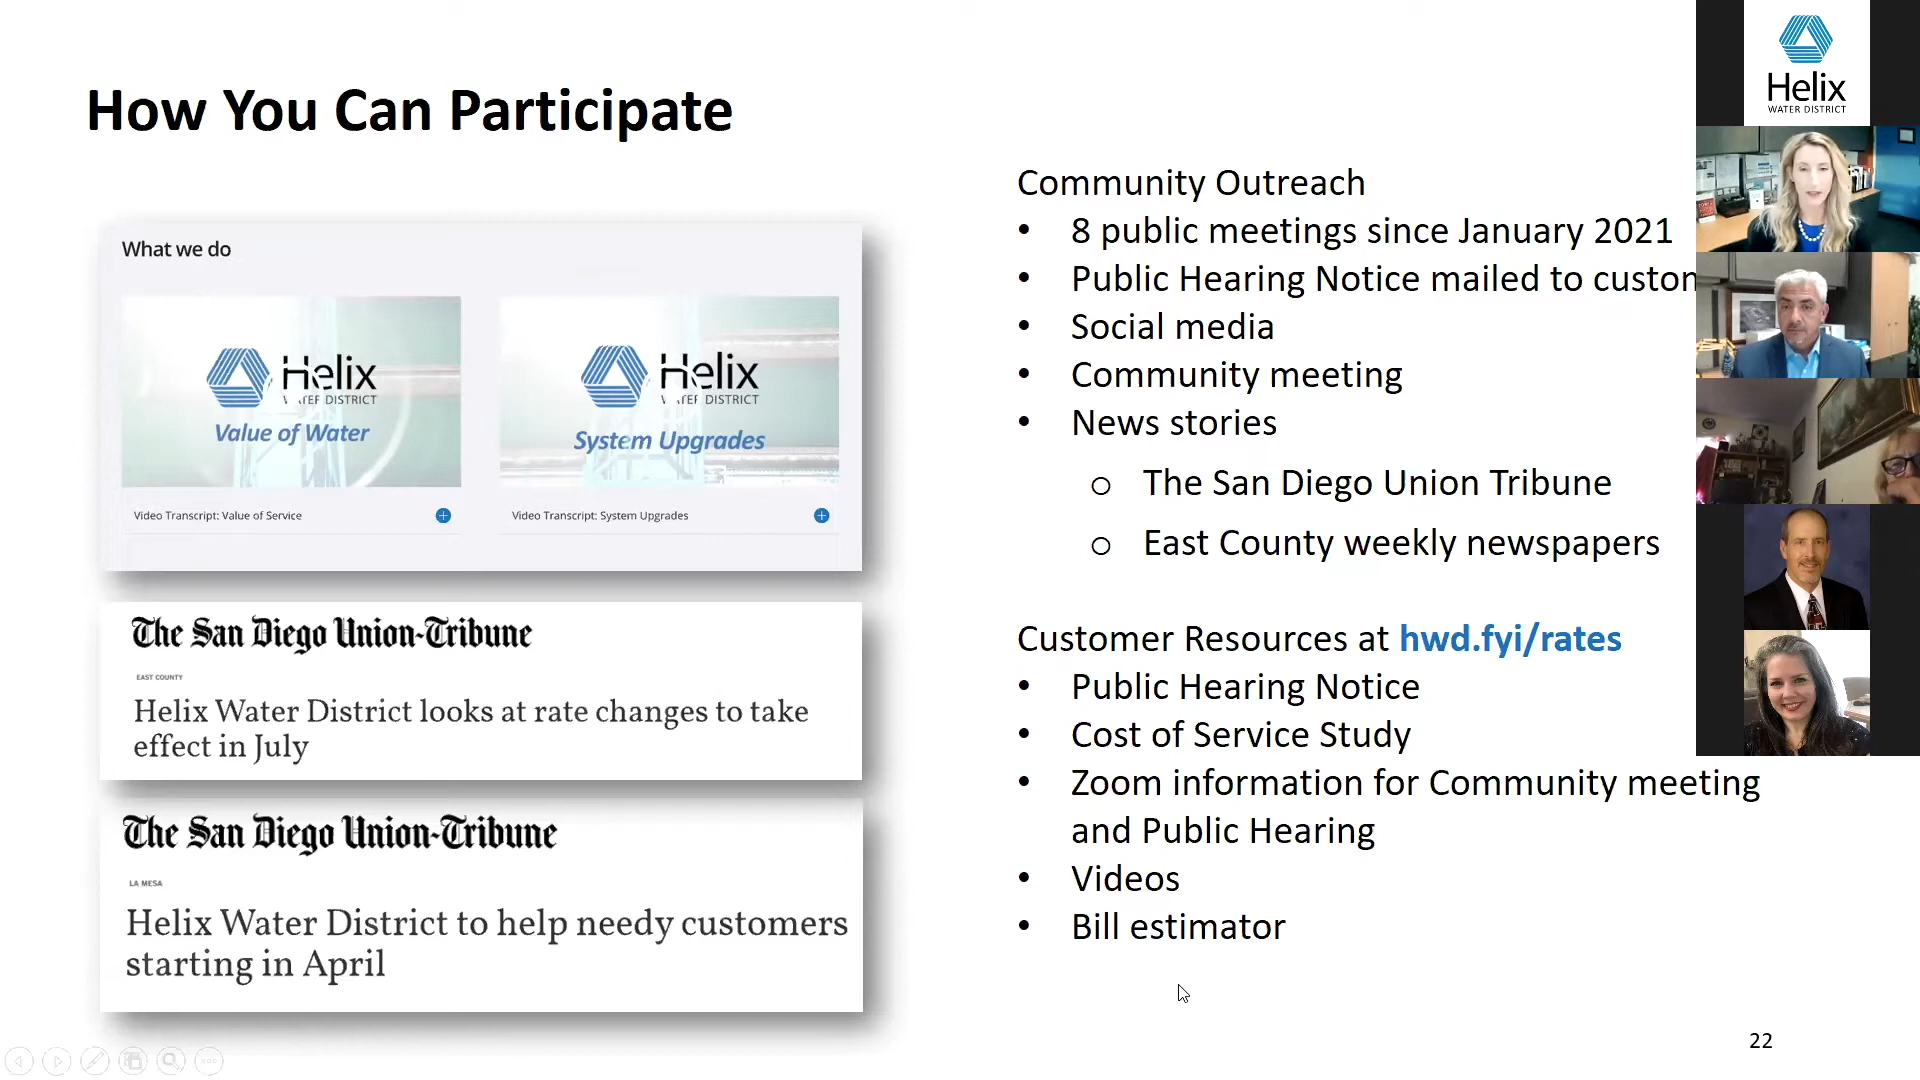 How You Can Participate
What we do
Helix
WATER DISTRICT
Value of Water
Helix
WATER DISTRICT
System Upgrades
Video Transcript: Value of Service
Video Transcript: System Upgrades
The San Diego Union-Tribune
EAST COUNTY
Helix Water District looks at rate changes to take
effect in July
The San Diego Union-Tribune
LA MESA
Helix Water District to help needy customers
starting in April
Community Outreach
• 8 public meetings since January 2021
• Public Hearing Notice mailed to custom
• Social media
• Community meeting
• News stories
o The San Diego Union Tribune
o East County weekly newspapers
Customer Resources at hwd.fyi/rates
• Public Hearing Notice
• Cost of Service Study
• Zoom information for Community meeting
and Public Hearing
• Videos
• Bill estimator
22
Helix
WATER DISTRICT